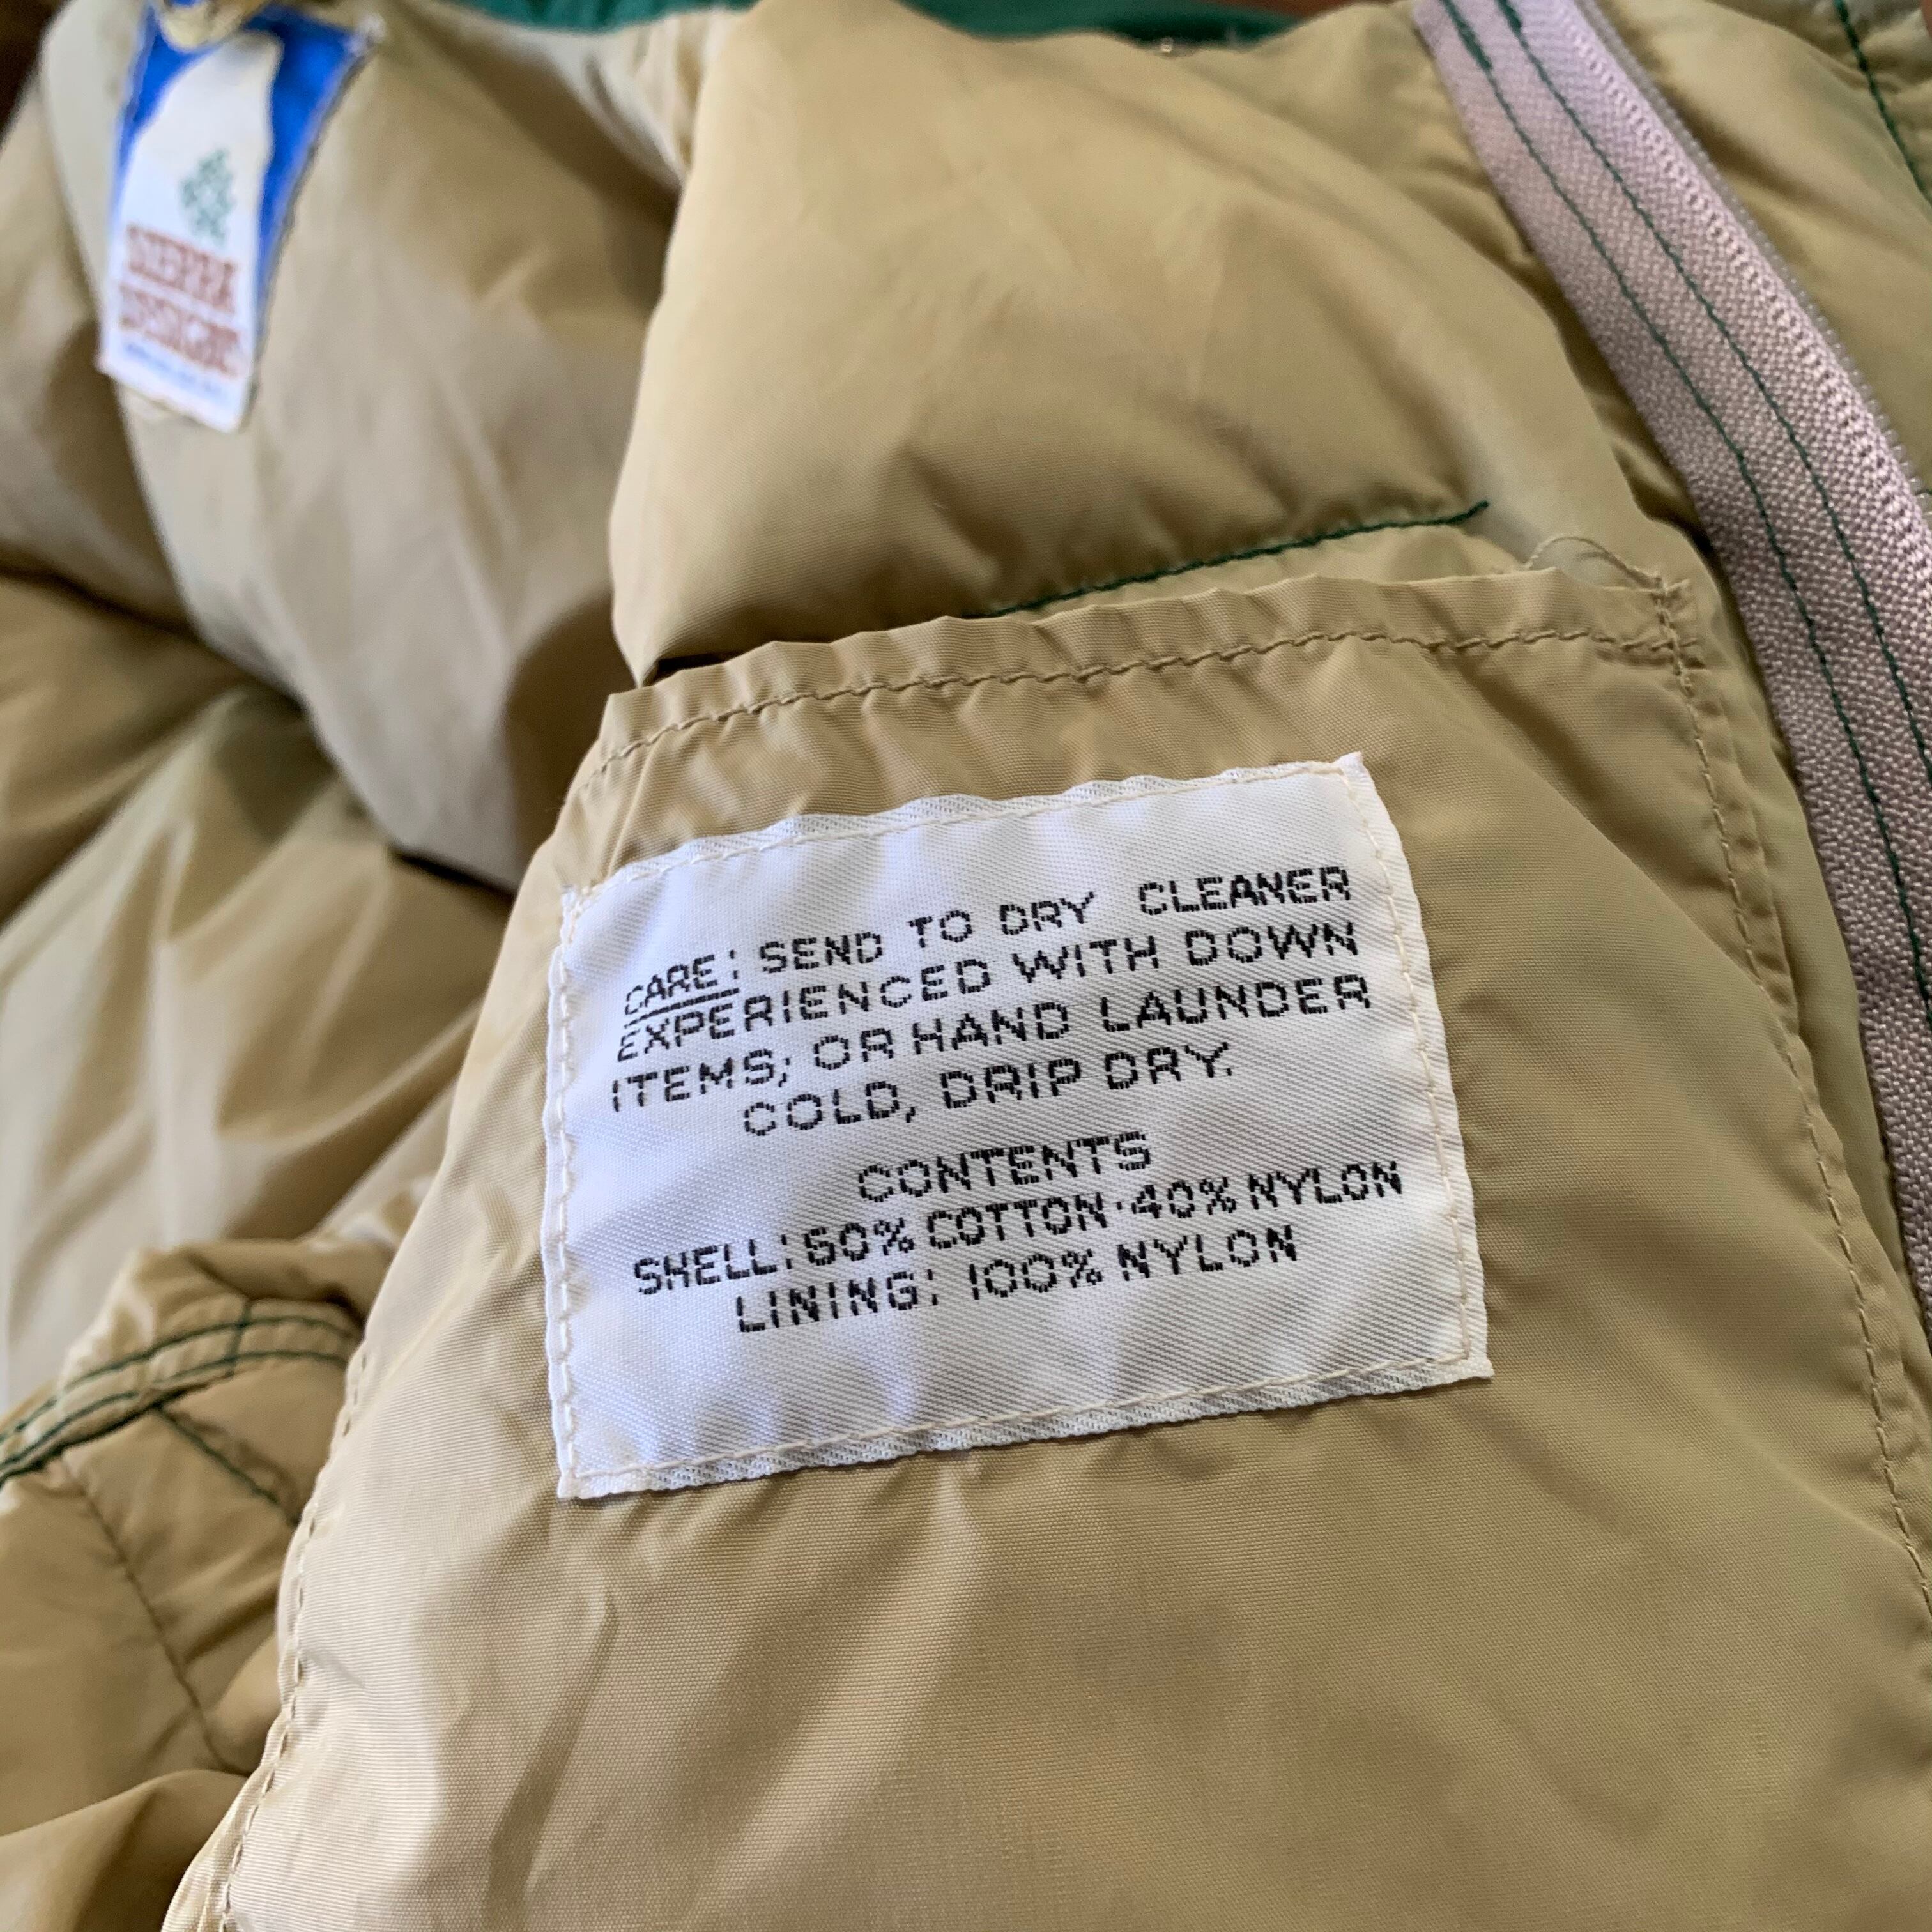 SIERRA
DESIGNS
CARE: SEND TO DRY CLEANER
EXPERIENCED WITH DOWN
ITEMS; OR HAND LAUNDER
COLD, DRIP DRY.
CONTENTS
SHELL: 60% COTTON · 40% NYLON
LINING: 100% NYLON